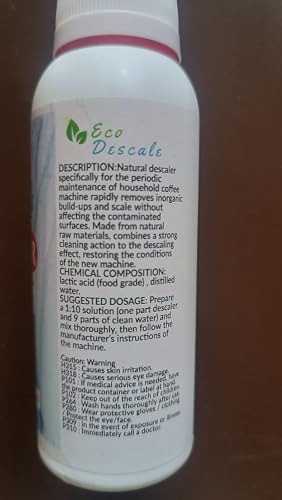 Eco
Descale
DESCRIPTION:Natural descaler
specifically for the periodic
maintenance of household coffee
machine rapidly removes inorganic
build-ups and scale without
affecting the contaminated
surfaces. Made from natural
raw materials, combines a strong
cleaning action to the descaling
effect, restoring the conditions
of the new machine.
CHEMICAL COMPOSITION:
lactic acid (food grade) , distilled
water.
SUGGESTED DOSAGE: Prepare
a 1:10 solution (one part descaler
and 9 parts of clean water) and
mix thoroughly, then follow the
manufacturer's instructions of
the machine.
Caution: Warning
H315 : Causes skin irritation.
H318 : Causes serious eye damage.
P101 : If medical advice is needed, have
the product container or label at hand.
P102 : Keep out of the reach of children
P264 : Wash hands thoroughly after use.
P280 : Wear protective gloves / clothing
/ Protect the eye/face.
P309 : in the event of exposure or illness
P310 : Immediately call a doctor.